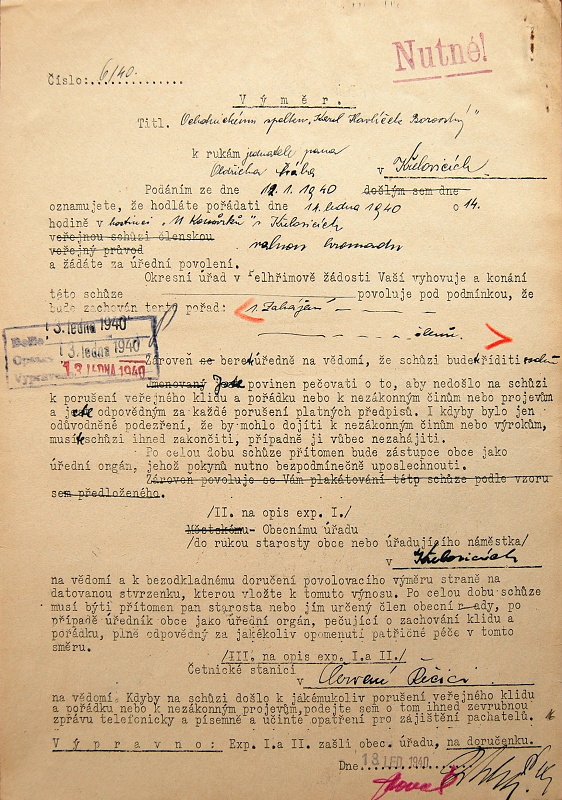 Nutné!
Číslo: 6/40.
Výměr.
Titl. Ochotnickému spolku „Karel Havlíček Borovský“
k rukám jednatele pana
Oldřicha v Křelovicích
Podáním ze dne 12.1.1940 došlým sem dne
oznamujete, že hodláte pořádati dne 14. ledna 1940 o 14.
hodině v hostinci „U v Křelovicích
veřejnou schůzi členskou
valnou hromadu
veřejný průvod
a žádáte za úřední povolení.
Okresní úřad v Pelhřimově žádosti Vaší vyhovuje a konání
této schůze povoluje pod podmínkou, že
bude zachován tento pořad: 1. Zahájení
členů.
3. ledna 1940
13. ledna 1940
13 LEDNA 1940
Zároveň se bere úředně na vědomí, že schůzi bude říditi
Jmenovaný jste povinen pečovati o to, aby nedošlo na schůzi
k porušení veřejného klidu a pořádku nebo k nezákonným činům nebo projevům
a jste odpovědným za každé porušení platných předpisů. I kdyby bylo jen
odůvodněné podezření, že by mohlo dojíti k nezákonným činům nebo výrokům,
musí schůzi ihned zakončiti, případně ji vůbec nezahájiti.
Po celou dobu schůze přítomen bude zástupce obce jako
úřední orgán, jehož pokynů nutno bezpodmínečně uposlechnouti.
Zároveň povoluje se Vám plakátování této schůze podle vzoru
sem předloženého.
/II. na opis exp. I./
Městskému- Obecnímu úřadu
/do rukou starosty obce nebo úřadujícího náměstka/
v Křelovicích
na vědomí a k bezodkladnému doručení povolovacího výměru straně na
datovanou stvrzenku, kterou vložte k tomuto výnosu. Po celou dobu schůze
musí býti přítomen pan starosta nebo jím určený člen obecní rady, po
případě úředník obce jako úřední orgán, pečující o zachování klidu a
pořádku, plně odpovědný za jakékoliv opomenutí patřičné péče v tomto
směru.
/III. na opis exp. I.a II./
Četnické stanici
v Červené Řečici
na vědomí. Kdyby na schůzi došlo k jakémukoliv porušení veřejného klidu
a pořádku nebo k nezákonným projevům, podejte sem o tom ihned zevrubnou
zprávu telefonicky a písemně a učiňte opatření pro zajištění pachatelů.
Výpravno: Exp. I.a II. zašli obec. úřadu, na doručenku.
Dne 13 LED. 1940